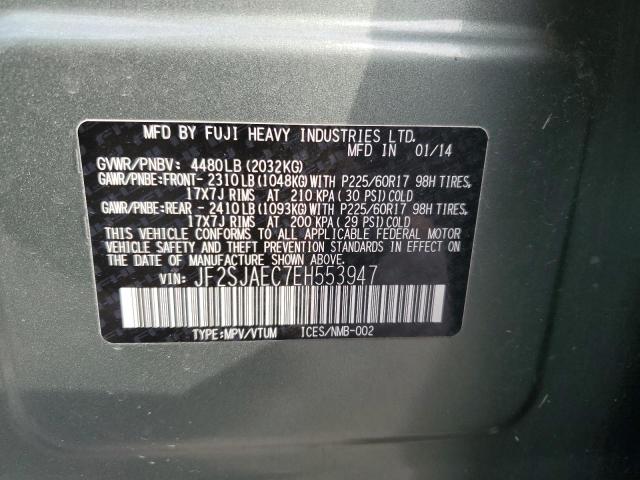 MFD BY FUJI HEAVY INDUSTRIES LTD.
MFD IN 01/14
GVWR/PNBV: 4480LB (2032KG)
GAWR/PNBE:FRONT- 2310LB (1048KG) WITH P225/60R17 98H TIRES,
17X7J RIMS AT 210 KPA (30 PSI) COLD
GAWR/PNBE:REAR - 2410LB (1093KG) WITH P225/60R17 98H TIRES,
17X7J RIMS AT 200 KPA (29 PSI) COLD
THIS VEHICLE CONFORMS TO ALL APPLICABLE FEDERAL MOTOR
VEHICLE SAFETY AND THEFT PREVENTION STANDARDS IN EFFECT
ON THE DATE OF MANUFACTURE SHOWN ABOVE.
VIN: JF2SJAEC7EH553947
TYPE:MPV/VTUM ICES/NMB-002